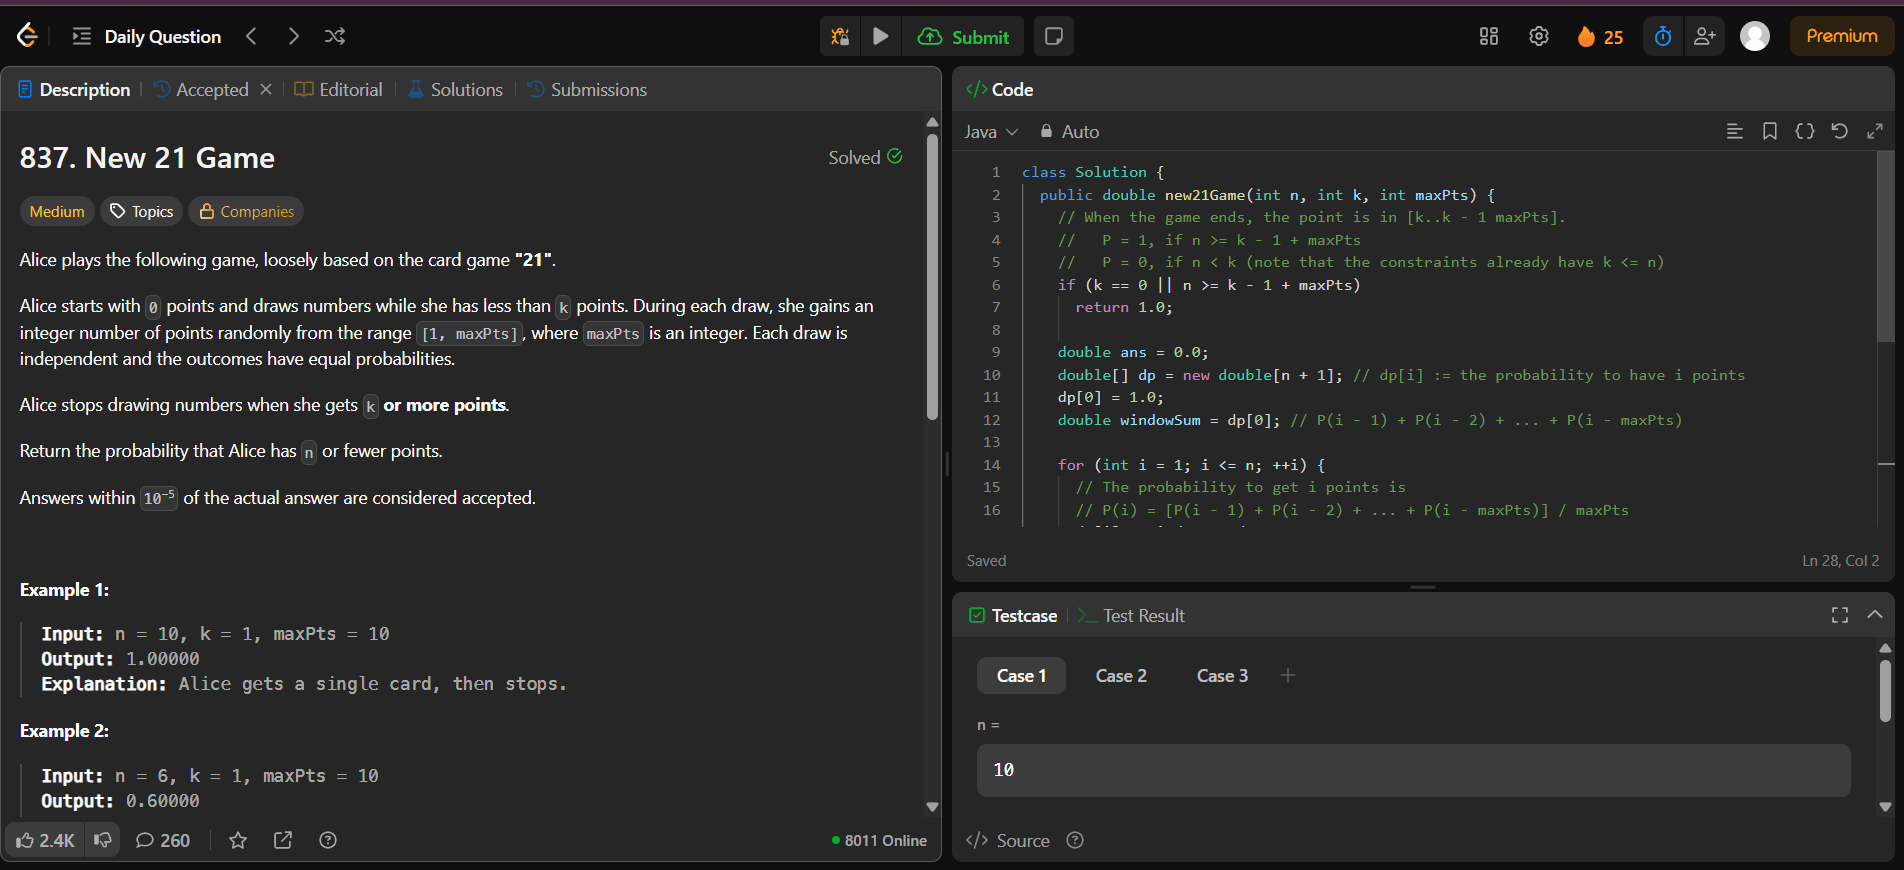 Daily Question
Submit
25
Premium
Description
Accepted
Editorial
Solutions
Submissions
837. New 21 Game
Solved
Medium
Topics
Companies
Alice plays the following game, loosely based on the card game "21".
Alice starts with 0 points and draws numbers while she has less than k points. During each draw, she gains an
integer number of points randomly from the range [1, maxPts], where maxPts is an integer. Each draw is
independent and the outcomes have equal probabilities.
Alice stops drawing numbers when she gets k or more points.
Return the probability that Alice has n or fewer points.
Answers within 10⁻⁵ of the actual answer are considered accepted.
Example 1:
Input: n = 10, k = 1, maxPts = 10
Output: 1.00000
Explanation: Alice gets a single card, then stops.
Example 2:
Input: n = 6, k = 1, maxPts = 10
Output: 0.60000
2.4K
260
8011 Online
</> Code
Java
Auto
1 class Solution {
2 public double new21Game(int n, int k, int maxPts) {
3 // When the game ends, the point is in [k..k - 1 maxPts].
4 //   P = 1, if n >= k - 1 + maxPts
5 //   P = 0, if n < k (note that the constraints already have k <= n)
6 if (k == 0 || n >= k - 1 + maxPts)
7 return 1.0;
8
9 double ans = 0.0;
10 double[] dp = new double[n + 1]; // dp[i] := the probability to have i points
11 dp[0] = 1.0;
12 double windowSum = dp[0]; // P(i - 1) + P(i - 2) + ... + P(i - maxPts)
13
14 for (int i = 1; i <= n; ++i) {
15 // The probability to get i points is
16 // P(i) = [P(i - 1) + P(i - 2) + ... + P(i - maxPts)] / maxPts
Saved
Ln 28, Col 2
Testcase
>_ Test Result
Case 1
Case 2
Case 3
+
n =
10
</> Source